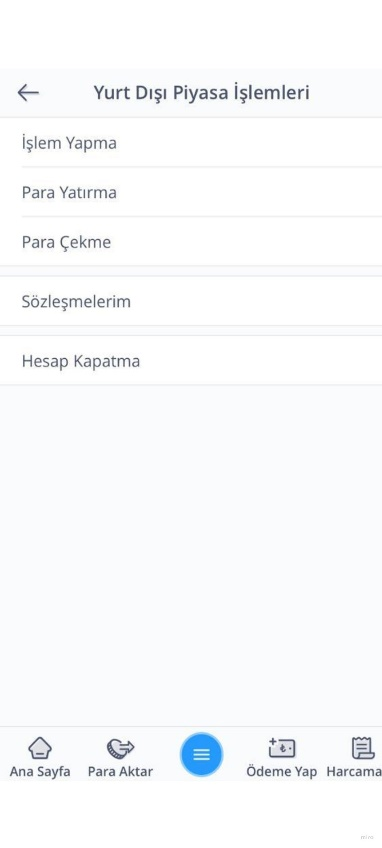 Yurt Dışı Piyasa İşlemleri
İşlem Yapma
Para Yatırma
Para Çekme
Sözleşmelerim
Hesap Kapatma
Ana Sayfa
Para Aktar
Ödeme Yap
Harcama